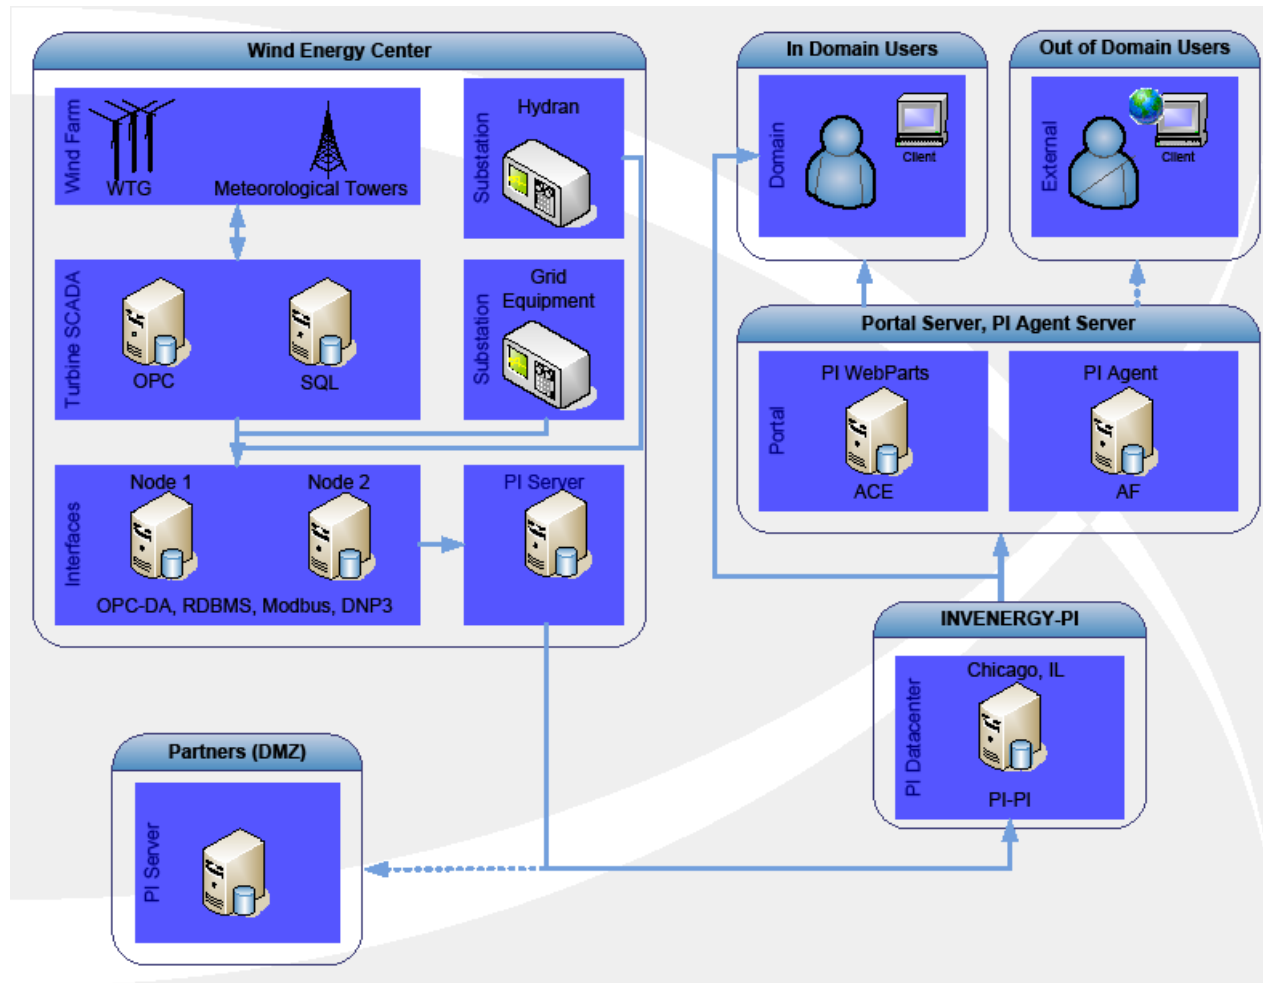 Wind Energy Center
Wind Farm
WTG
Meteorological Towers
Substation
Hydran
Turbine SCADA
OPC
SQL
Substation
Grid
Equipment
Interfaces
Node 1
Node 2
OPC-DA, RDBMS, Modbus, DNP3
PI Server
In Domain Users
Domain
Client
Out of Domain Users
External
Client
Portal Server, PI Agent Server
Portal
PI WebParts
ACE
PI Agent
AF
INVENERGY-PI
PI Datacenter
Chicago, IL
PI-PI
Partners (DMZ)
PI Server